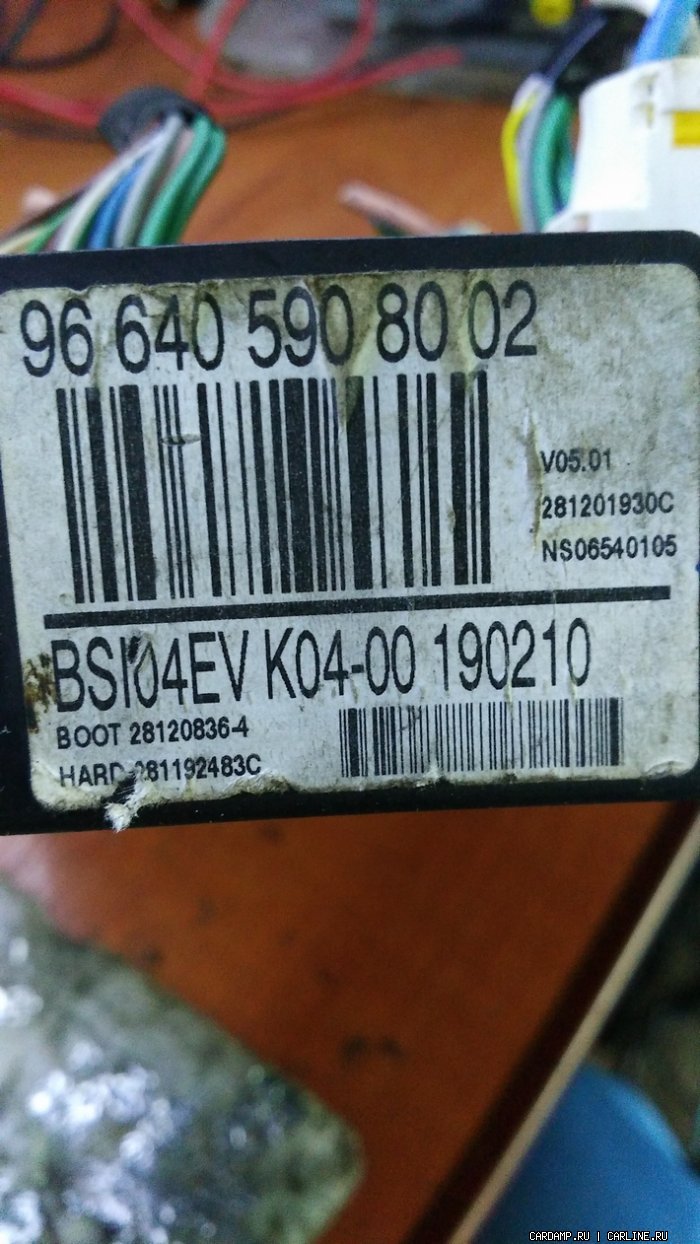 96 640 590 80 02
V05.01
281201930C
NS06540105
BSI04EV K04-00 190210
BOOT 28120836-4
HARD 281192483C
CARDAMP.RU | CARLINE.RU